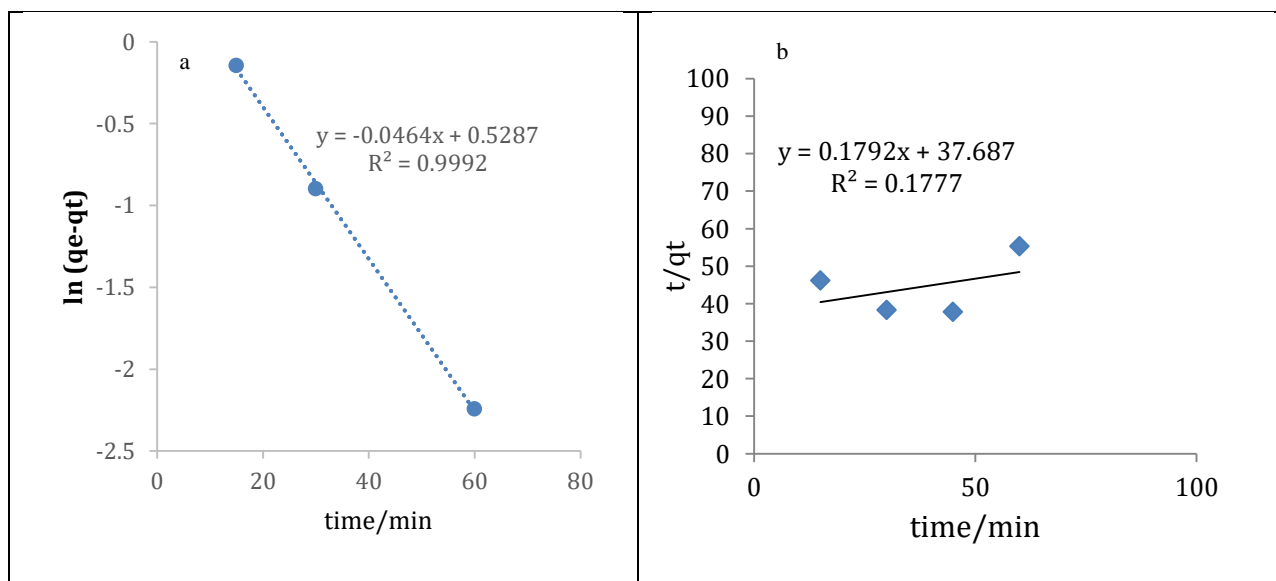 a
0
-0.5
-1
-1.5
-2
-2.5
y = -0.0464x + 0.5287
R² = 0.9992
ln (qe-qt)
0 20 40 60 80
time/min
b
100
90
80
70
60
50
40
30
20
10
0
y = 0.1792x + 37.687
R² = 0.1777
t/qt
0 50 100
time/min